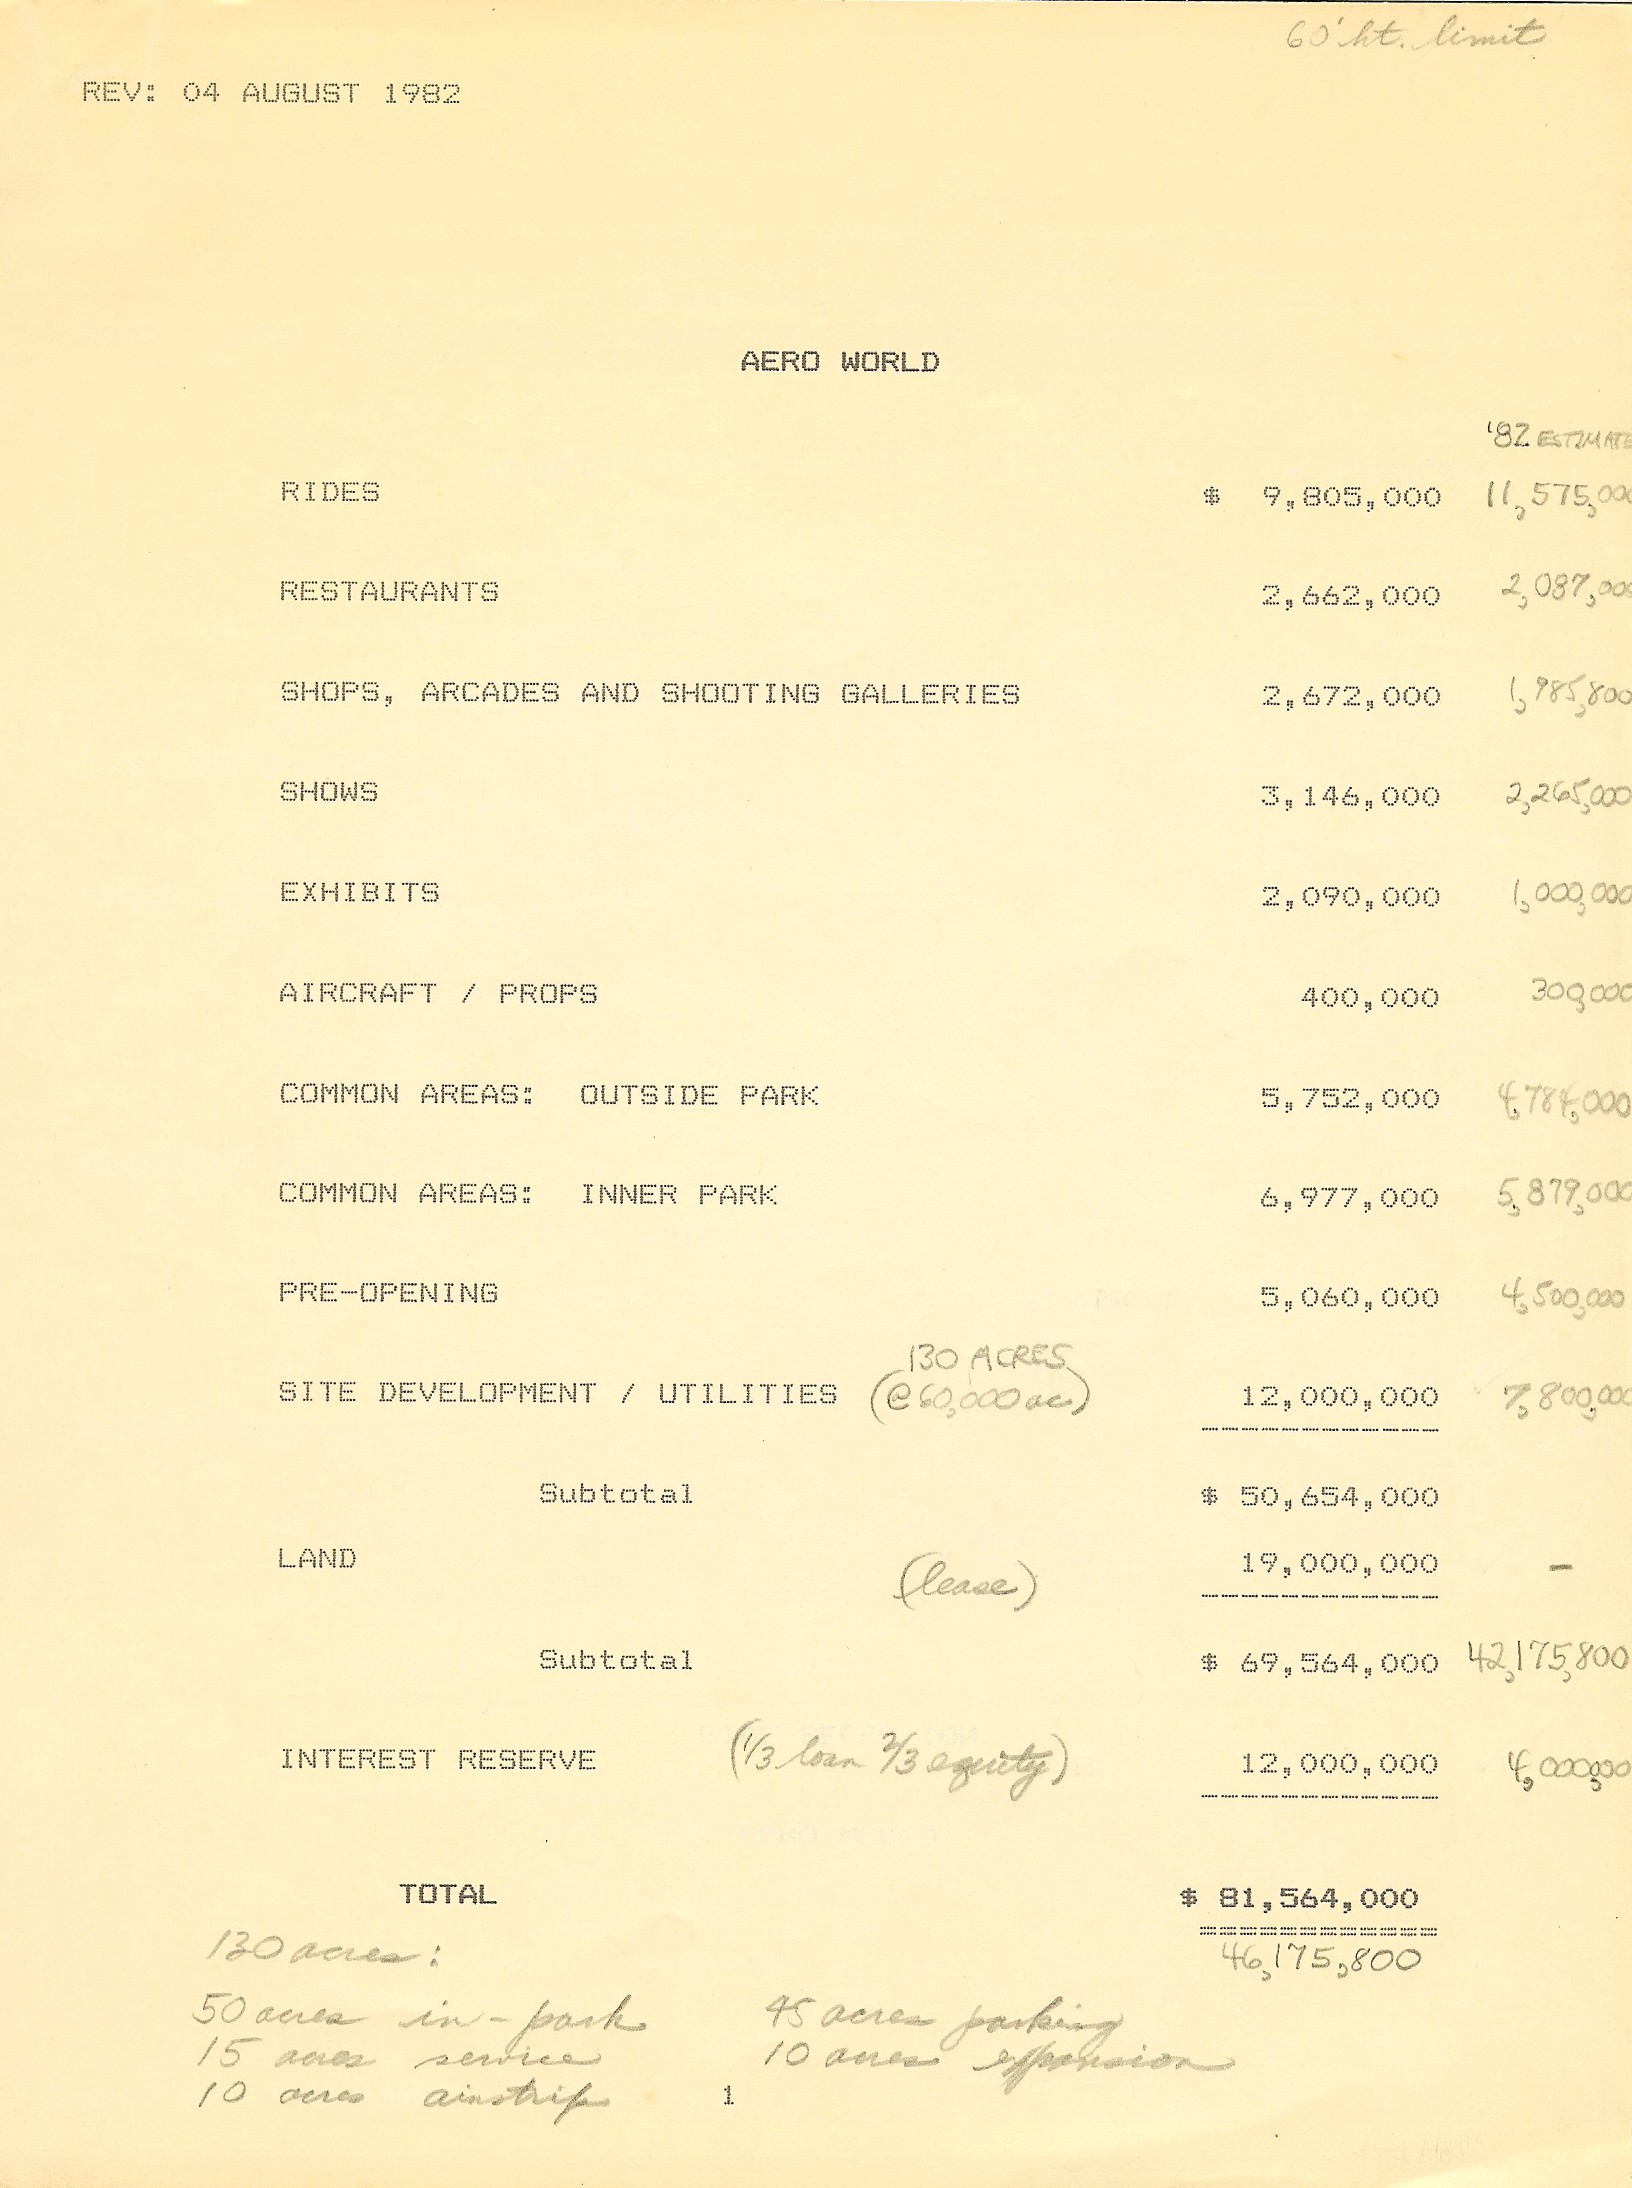 60' ht. limit
REV: 04 AUGUST 1982
AERO WORLD
'82 ESTIMATE
RIDES $ 9,805,000 11,575,000
RESTAURANTS 2,662,000 2,087,000
SHOPS, ARCADES AND SHOOTING GALLERIES 2,672,000 1,985,800
SHOWS 3,146,000 2,265,000
EXHIBITS 2,090,000 1,000,000
AIRCRAFT / PROPS 400,000 300,000
COMMON AREAS: OUTSIDE PARK 5,752,000 4,784,000
COMMON AREAS: INNER PARK 6,977,000 5,879,000
PRE-OPENING 5,060,000 4,500,000
130 ACRES
SITE DEVELOPMENT / UTILITIES (@60,000 ac) 12,000,000 7,800,000
Subtotal $ 50,654,000
LAND (lease) 19,000,000 -
Subtotal $ 69,564,000 42,175,800
INTEREST RESERVE (1/3 loan 2/3 equity) 12,000,000 4,000,000
TOTAL $ 81,564,000
46,175,800
130 acres:
50 acres in-park 45 acres parking
15 acres service 10 acres expansion
10 acres airstrip
1